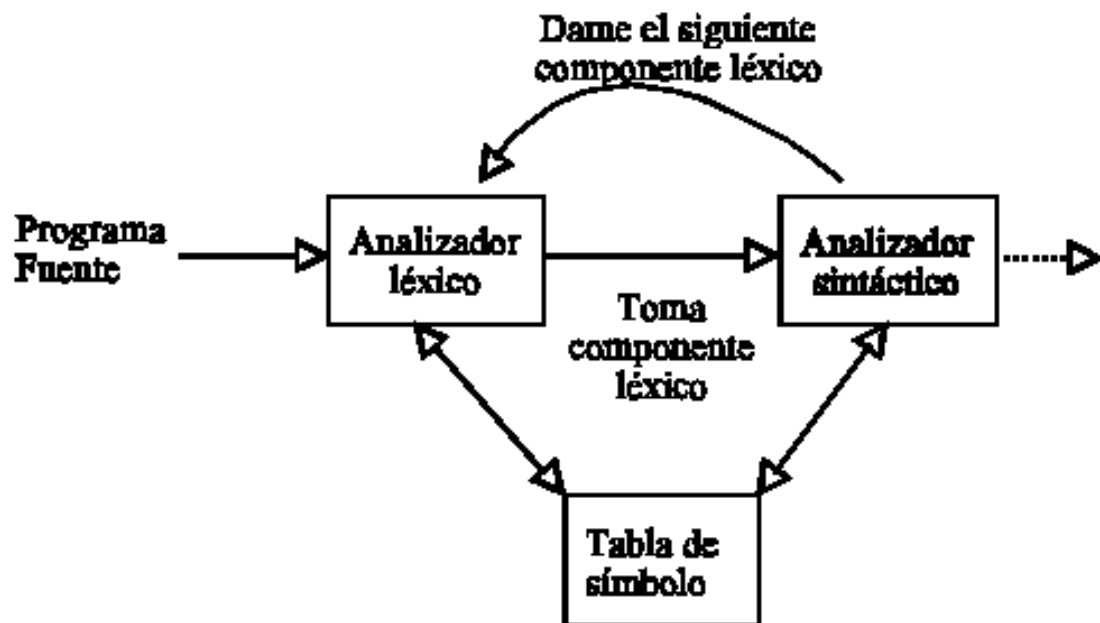 Dame el siguiente
componente léxico
Programa
Fuente
Analizador
léxico
Analizador
sintáctico
Toma
componente
léxico
Tabla de
símbolo